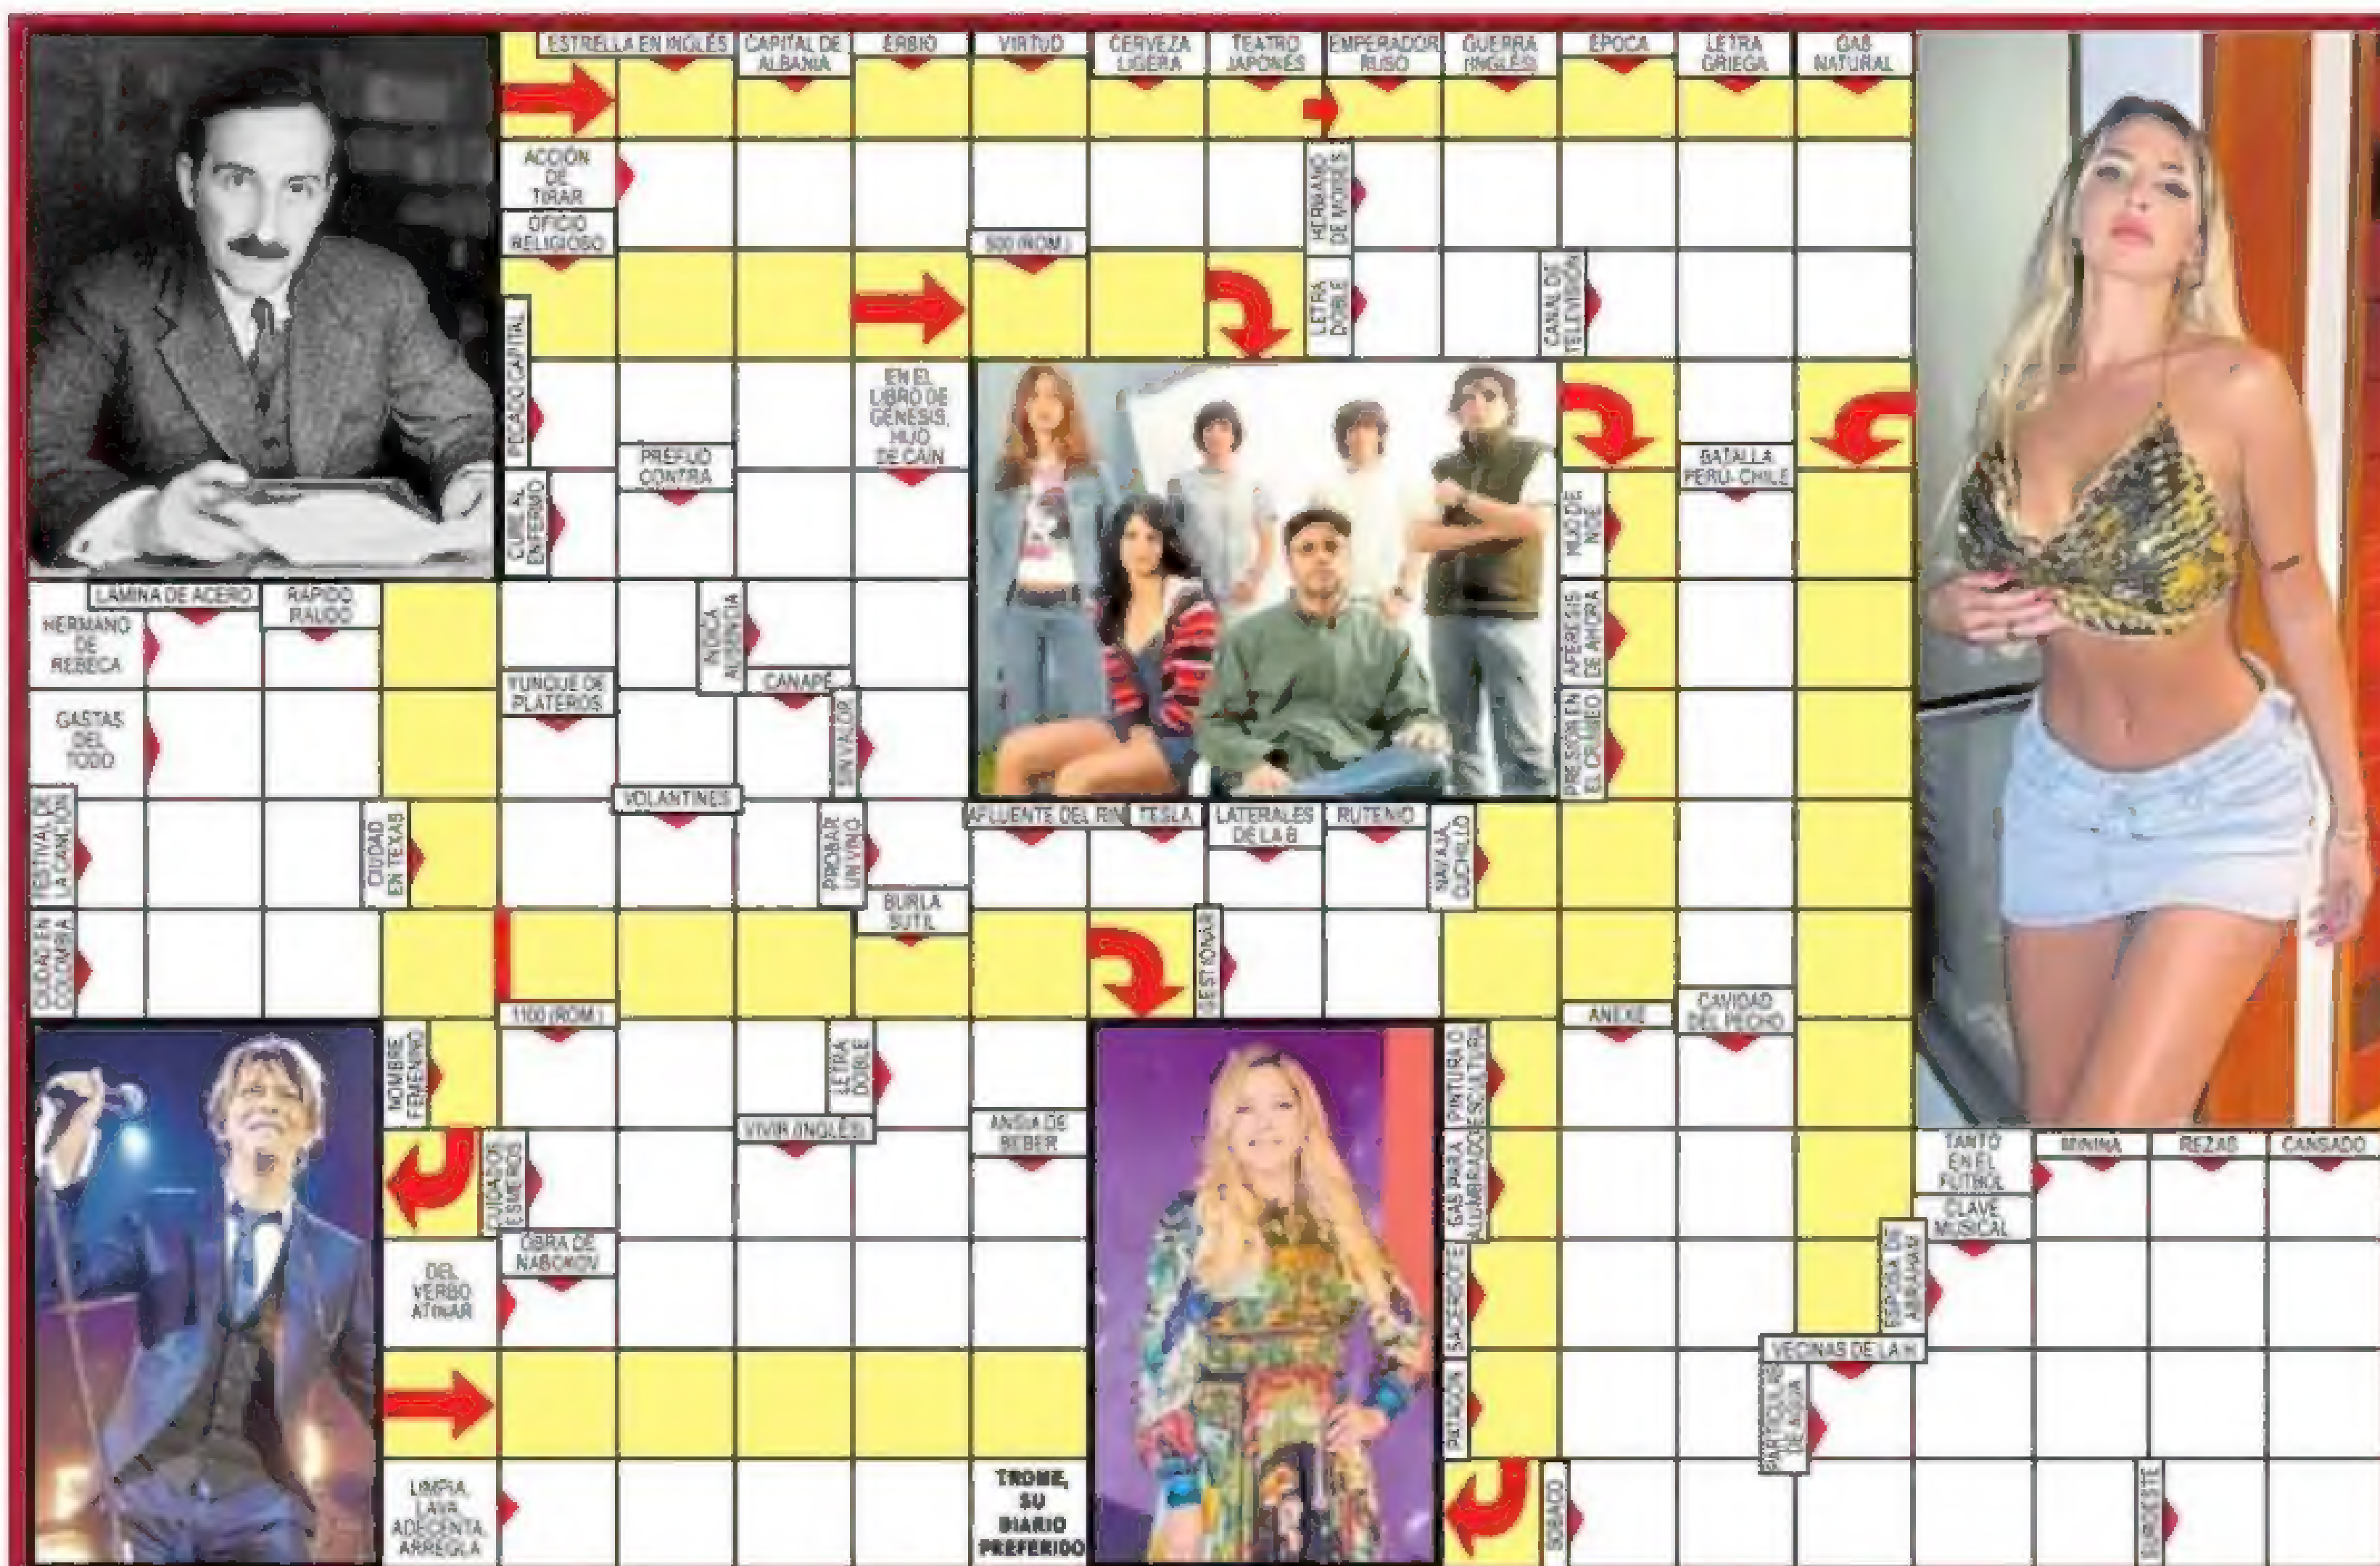 ESTRELLA EN INGLÉS
CAPITAL DE
ALBANIA
ERBIO
VIRTUD
CERVEZA
LIGERA
TEATRO
JAPONÉS
EMPERADOR
RUSO
GUERRA
(INGLÉS)
ÉPOCA
LETRA
GRIEGA
GAS
NATURAL
ACCIÓN
DE
TIRAR
OFICIO
RELIGIOSO
HERMANO
DE MOISÉS
500 (ROM.)
PECADO CAPITAL
LETRA
DOBLE
CANAL DE
TELEVISIÓN
EN EL
LIBRO DE
GÉNESIS,
HIJO
DE CAÍN
PREFIJO
CONTRA
BATALLA
PERÚ-CHILE
CURE AL
ENFERMO
HIJO DE
NOÉ
LÁMINA DE ACERO
RÁPIDO
RAUDO
HERMANO
DE
REBECA
INDICA
AUSENCIA
AFÉRESIS
DE AHORA
YUNQUE DE
PLATEROS
CANAPÉ
GASTAS
DEL
TODO
SIN VALOR
PRESIÓN EN
EL CRÁNEO
FESTIVAL DE
LA CANCIÓN
CIUDAD
EN TEXAS
VOLANTINES
PROBAR
UN VINO
AFLUENTE DEL RIN
TESLA
LATERALES
DE LA B
RUTENIO
NAVAJA,
CUCHILLO
BURLA
SUTIL
CIUDAD EN
COLOMBIA
GESTIONAR
1100 (ROM.)
ANEXE
CAVIDAD
DEL PECHO
NOMBRE
FEMENINO
LETRA
DOBLE
PINTURA O
ESCULTURA
VIVIR (INGLÉS)
ANSIA DE
BEBER
CUIDADOS
ESMEROS
GAS PARA
ALUMBRADO
TANTO
EN EL
FÚTBOL
MININA
REZAS
CANSADO
CLAVE
MUSICAL
OBRA DE
NABOKOV
DEL
VERBO
ATINAR
SACERDOTE
ESPOSA DE
ABRAHAM
VECINAS DE LA H
PATRÓN
PARTÍCULAS
DE AGUA
LIMPIA,
LAVA,
ADECENTA,
ARREGLA
TROME,
SU
DIARIO
PREFERIDO
SOBACO
SUROESTE